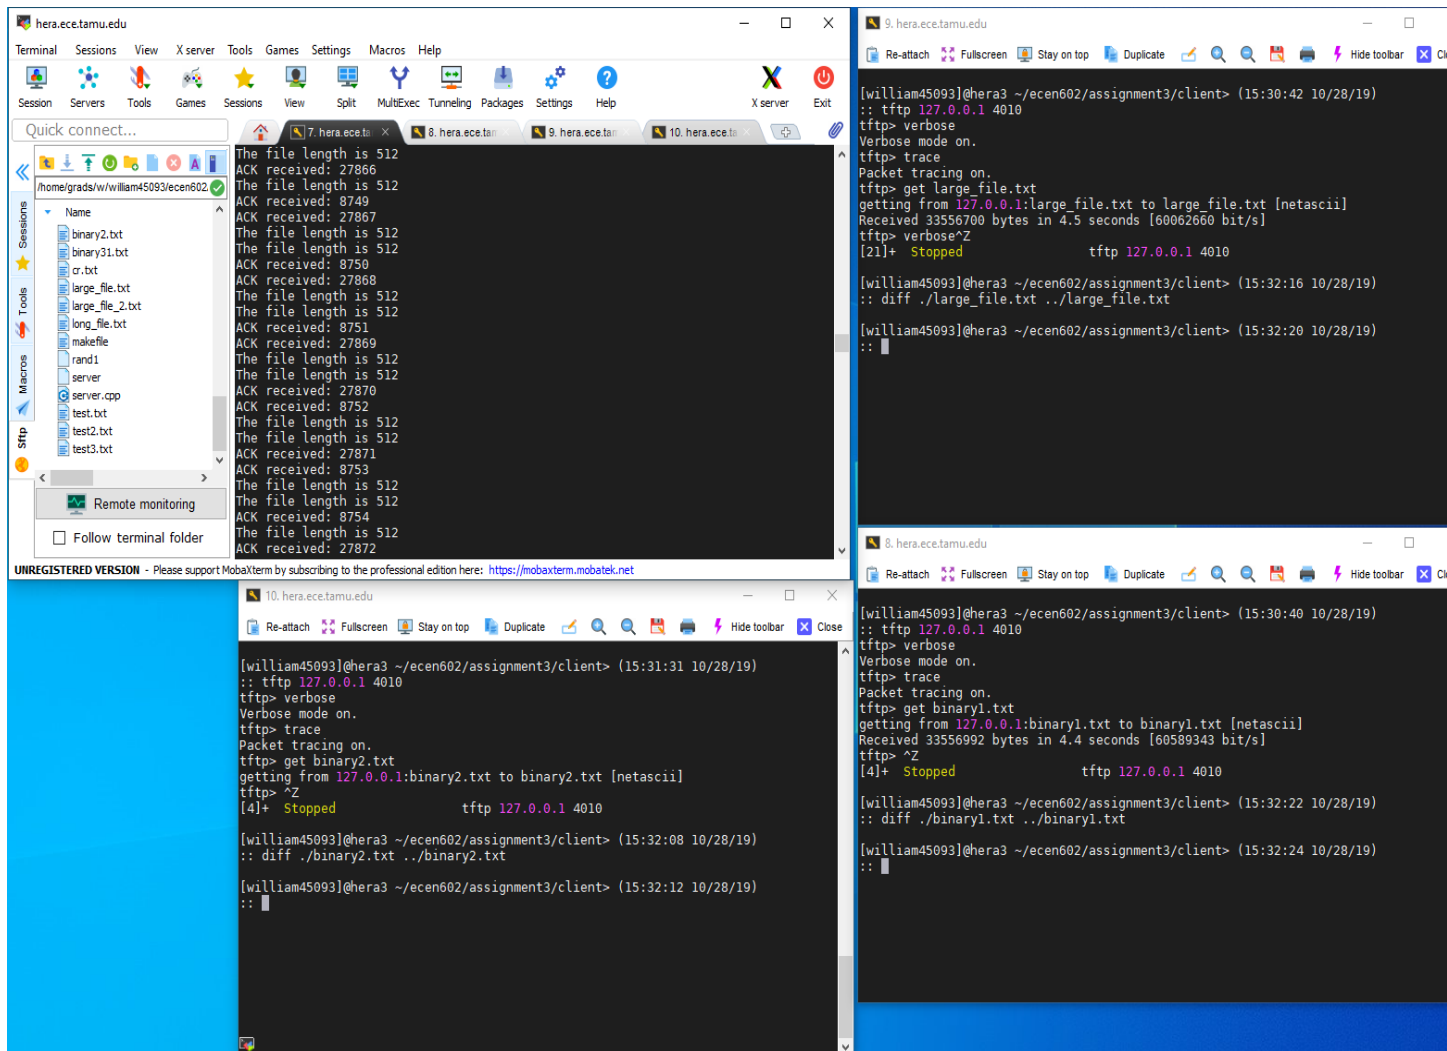 hera.ece.tamu.edu
Terminal Sessions View X server Tools Games Settings Macros Help
Session Servers Tools Games Sessions View Split MultiExec Tunneling Packages Settings Help X server Exit
Quick connect...
7. hera.ece.ta 8. hera.ece.tan 9. hera.ece.tan 10. hera.ece.ta
/home/grads/w/william45093/ecen602.
Name
binary2.txt
binary31.txt
cr.txt
large_file.txt
large_file_2.txt
long_file.txt
makefile
rand1
server
server.cpp
test.txt
test2.txt
test3.txt
Sessions
Tools
Macros
Sftp
Remote monitoring
Follow terminal folder
The file length is 512
ACK received: 27866
The file length is 512
ACK received: 8749
ACK received: 27867
The file length is 512
The file length is 512
ACK received: 8750
ACK received: 27868
The file length is 512
The file length is 512
ACK received: 8751
ACK received: 27869
The file length is 512
The file length is 512
ACK received: 27870
ACK received: 8752
The file length is 512
The file length is 512
ACK received: 27871
ACK received: 8753
The file length is 512
The file length is 512
ACK received: 8754
The file length is 512
ACK received: 27872
UNREGISTERED VERSION - Please support MobaXterm by subscribing to the professional edition here: https://mobaxterm.mobatek.net
9. hera.ece.tamu.edu
Re-attach Fullscreen Stay on top Duplicate Hide toolbar Cl
[william45093]@hera3 ~/ecen602/assignment3/client> (15:30:42 10/28/19)
:: tftp 127.0.0.1 4010
tftp> verbose
Verbose mode on.
tftp> trace
Packet tracing on.
tftp> get large_file.txt
getting from 127.0.0.1:large_file.txt to large_file.txt [netascii]
Received 33556700 bytes in 4.5 seconds [60062660 bit/s]
tftp> verbose^Z
[21]+ Stopped tftp 127.0.0.1 4010
[william45093]@hera3 ~/ecen602/assignment3/client> (15:32:16 10/28/19)
:: diff ./large_file.txt ../large_file.txt
[william45093]@hera3 ~/ecen602/assignment3/client> (15:32:20 10/28/19)
::
10. hera.ece.tamu.edu
Re-attach Fullscreen Stay on top Duplicate Hide toolbar Close
[william45093]@hera3 ~/ecen602/assignment3/client> (15:31:31 10/28/19)
:: tftp 127.0.0.1 4010
tftp> verbose
Verbose mode on.
tftp> trace
Packet tracing on.
tftp> get binary2.txt
getting from 127.0.0.1:binary2.txt to binary2.txt [netascii]
tftp> ^Z
[4]+ Stopped tftp 127.0.0.1 4010
[william45093]@hera3 ~/ecen602/assignment3/client> (15:32:08 10/28/19)
:: diff ./binary2.txt ../binary2.txt
[william45093]@hera3 ~/ecen602/assignment3/client> (15:32:12 10/28/19)
::
8. hera.ece.tamu.edu
Re-attach Fullscreen Stay on top Duplicate Hide toolbar Cl
[william45093]@hera3 ~/ecen602/assignment3/client> (15:30:40 10/28/19)
:: tftp 127.0.0.1 4010
tftp> verbose
Verbose mode on.
tftp> trace
Packet tracing on.
tftp> get binary1.txt
getting from 127.0.0.1:binary1.txt to binary1.txt [netascii]
Received 33556992 bytes in 4.4 seconds [60589343 bit/s]
tftp> ^Z
[4]+ Stopped tftp 127.0.0.1 4010
[william45093]@hera3 ~/ecen602/assignment3/client> (15:32:22 10/28/19)
:: diff ./binary1.txt ../binary1.txt
[william45093]@hera3 ~/ecen602/assignment3/client> (15:32:24 10/28/19)
::